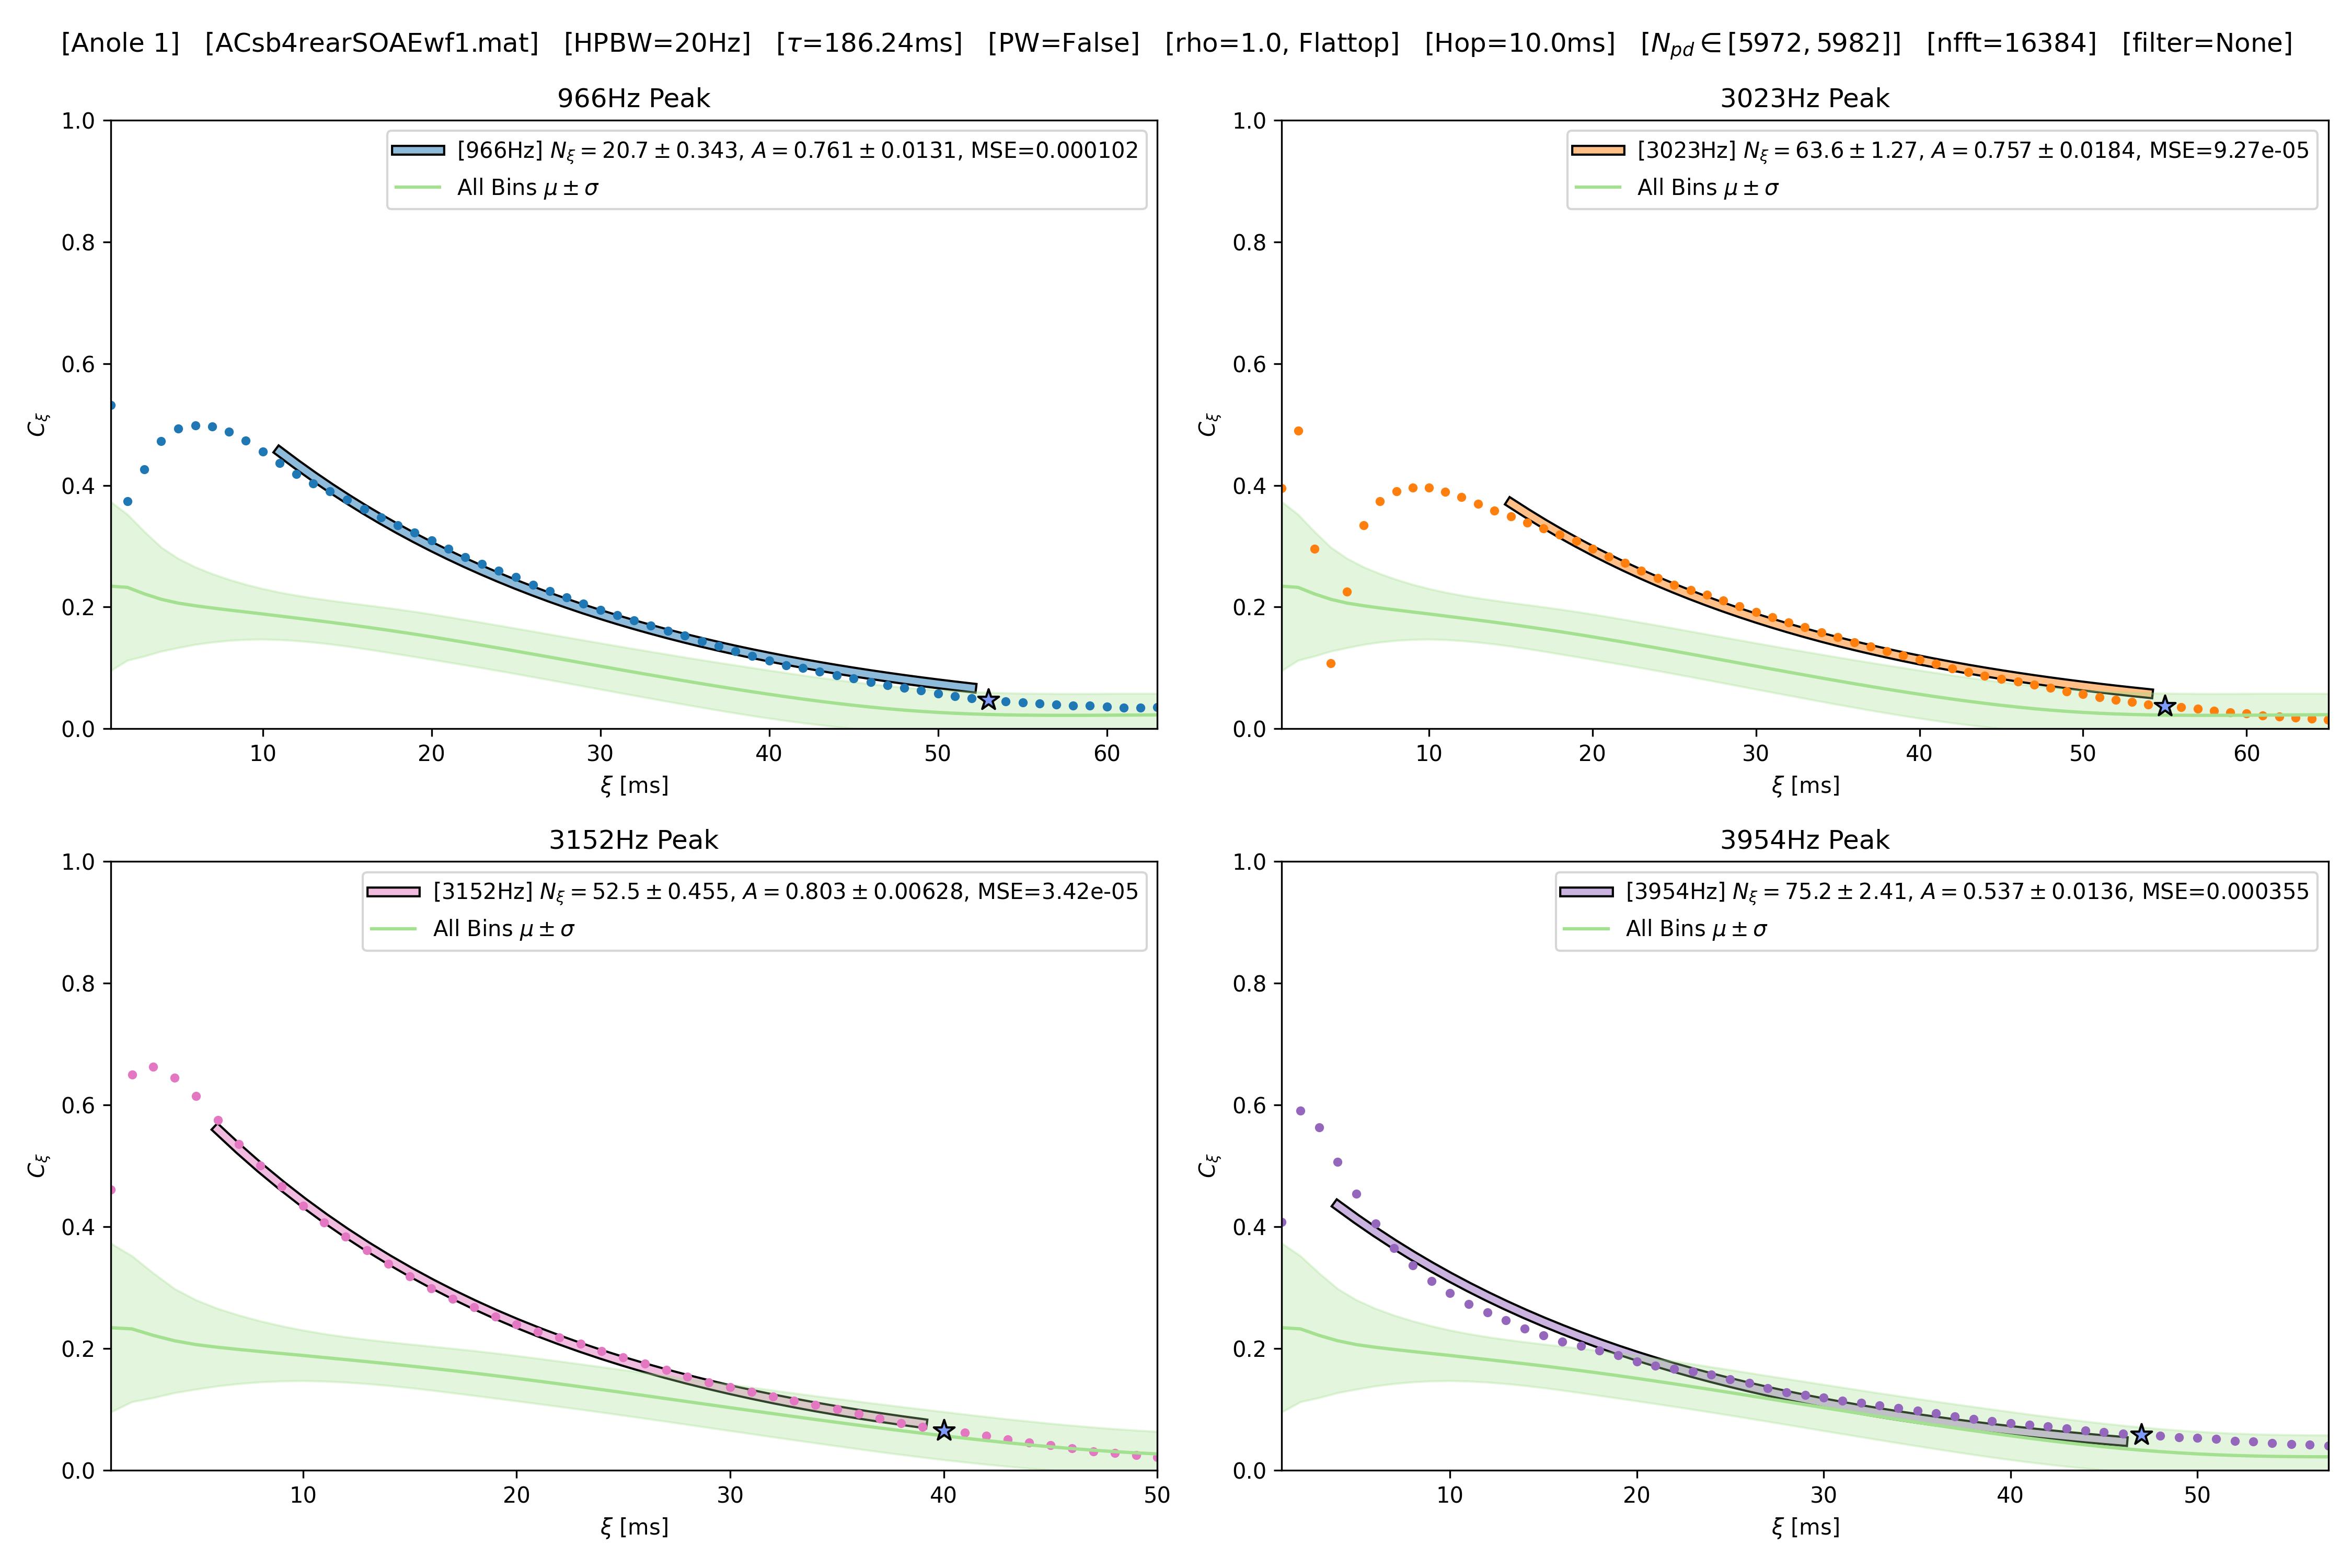 [Anole 1] [ACsb4rearSOAEwf1.mat] [HPBW=20Hz] [τ=186.24ms] [PW=False] [rho=1.0, Flattop] [Hop=10.0ms] [N_pd ∈ [5972, 5982]] [nfft=16384] [filter=None]
966Hz Peak
[966Hz] N_ξ = 20.7 ± 0.343, A = 0.761 ± 0.0131, MSE=0.000102
All Bins μ ± σ
1.0
0.8
0.6
0.4
0.2
0.0
C_ξ
10 20 30 40 50 60
ξ [ms]
3023Hz Peak
[3023Hz] N_ξ = 63.6 ± 1.27, A = 0.757 ± 0.0184, MSE=9.27e-05
All Bins μ ± σ
1.0
0.8
0.6
0.4
0.2
0.0
C_ξ
10 20 30 40 50 60
ξ [ms]
3152Hz Peak
[3152Hz] N_ξ = 52.5 ± 0.455, A = 0.803 ± 0.00628, MSE=3.42e-05
All Bins μ ± σ
1.0
0.8
0.6
0.4
0.2
0.0
C_ξ
10 20 30 40 50
ξ [ms]
3954Hz Peak
[3954Hz] N_ξ = 75.2 ± 2.41, A = 0.537 ± 0.0136, MSE=0.000355
All Bins μ ± σ
1.0
0.8
0.6
0.4
0.2
0.0
C_ξ
10 20 30 40 50
ξ [ms]